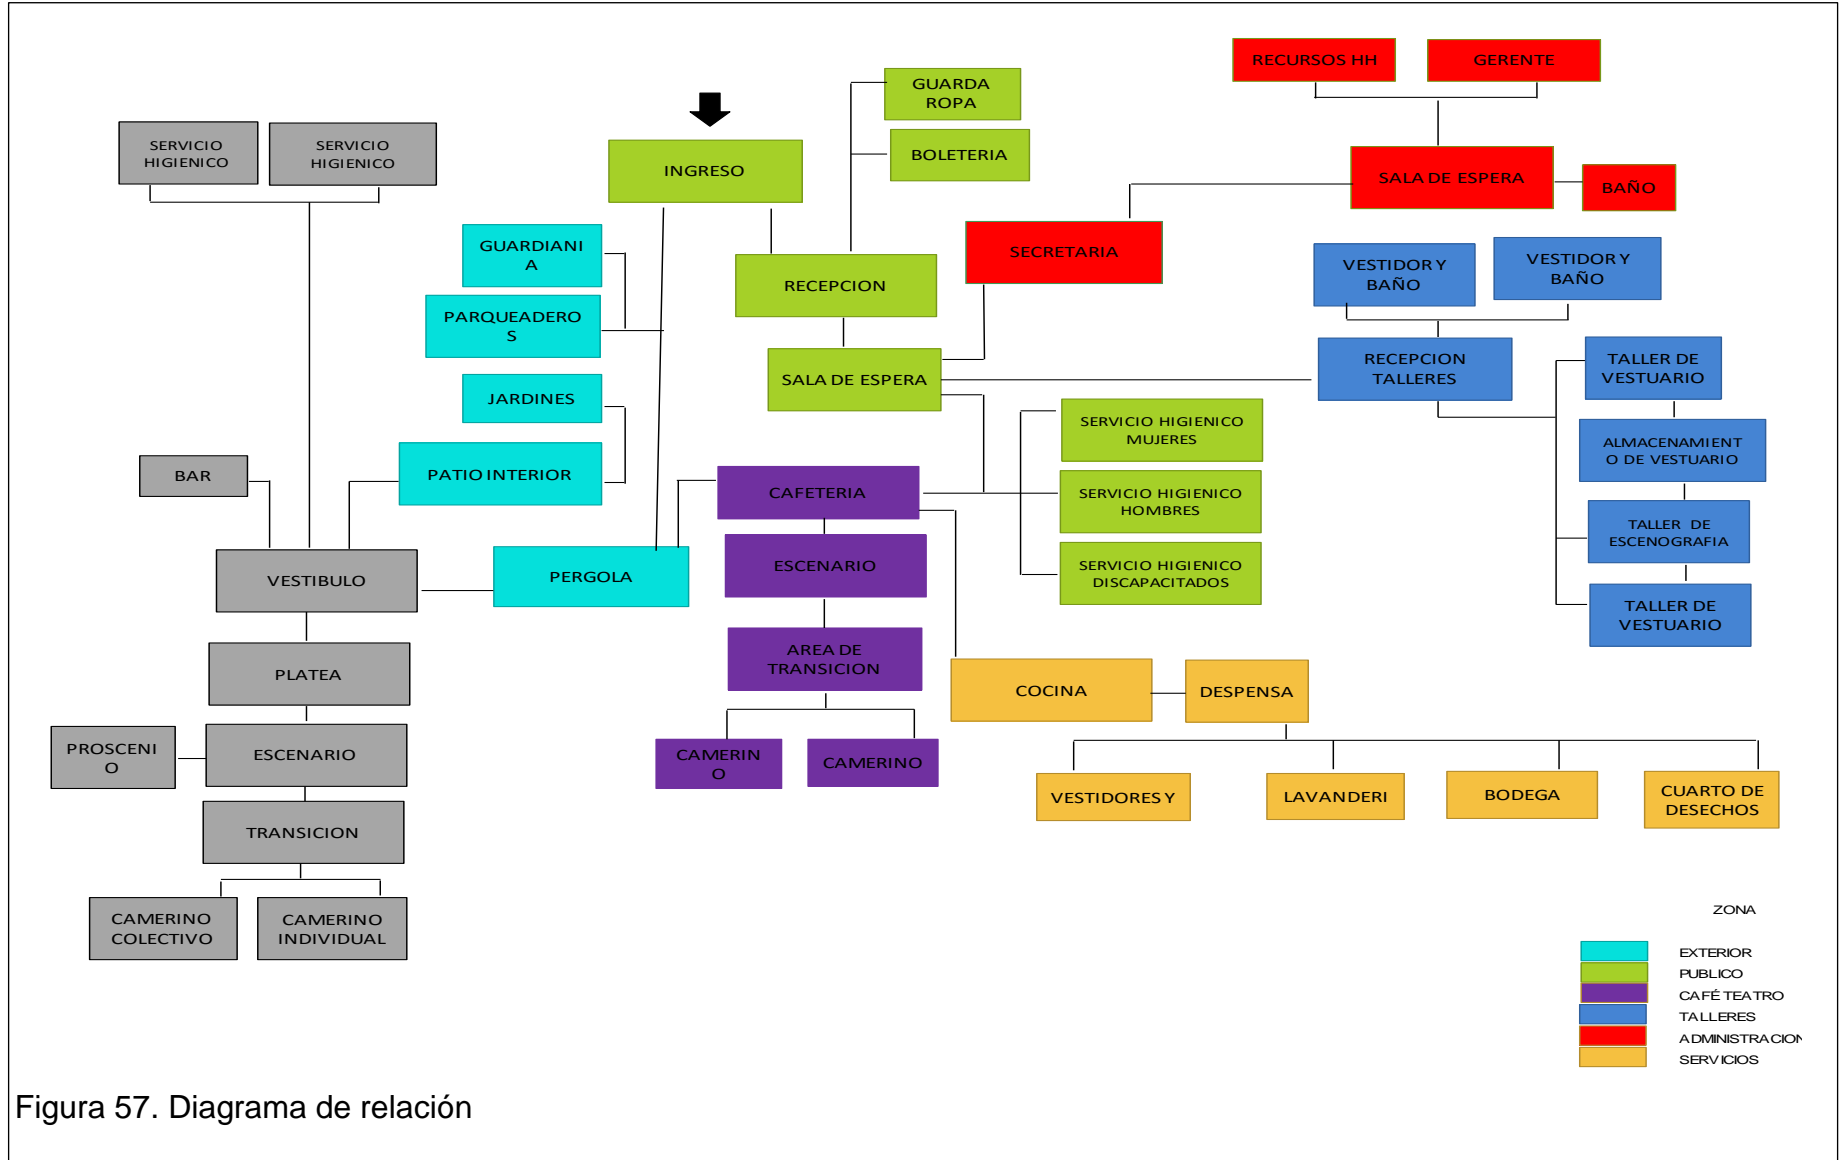 RECURSOS HH
GERENTE
GUARDA
ROPA
SERVICIO
HIGIENICO
SERVICIO
HIGIENICO
INGRESO
BOLETERIA
SALA DE ESPERA
BAÑO
GUARDIANI
A
SECRETARIA
VESTIDOR Y
BAÑO
VESTIDOR Y
BAÑO
RECEPCION
PARQUEADERO
S
SALA DE ESPERA
RECEPCION
TALLERES
TALLER DE
VESTUARIO
JARDINES
SERVICIO HIGIENICO
MUJERES
ALMACENAMIENT
O DE VESTUARIO
BAR
PATIO INTERIOR
CAFETERIA
SERVICIO HIGIENICO
HOMBRES
TALLER DE
ESCENOGRAFIA
VESTIBULO
PERGOLA
ESCENARIO
SERVICIO HIGIENICO
DISCAPACITADOS
TALLER DE
VESTUARIO
PLATEA
AREA DE
TRANSICION
COCINA
DESPENSA
PROSCENI
O
ESCENARIO
CAMERIN
O
CAMERINO
VESTIDORES Y
LAVANDERI
BODEGA
CUARTO DE
DESECHOS
TRANSICION
CAMERINO
COLECTIVO
CAMERINO
INDIVIDUAL
ZONA
EXTERIOR
PUBLICO
CAFÉ TEATRO
TALLERES
ADMINISTRACION
SERVICIOS
Figura 57. Diagrama de relación